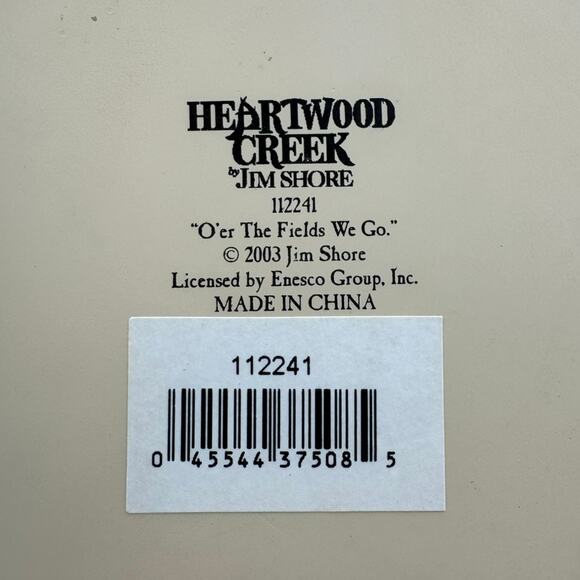 HEARTWOOD
CREEK
by JIM SHORE
112241
"O'er The Fields We Go."
© 2003 Jim Shore
Licensed by Enesco Group, Inc.
MADE IN CHINA
112241
0 45544 37508 5